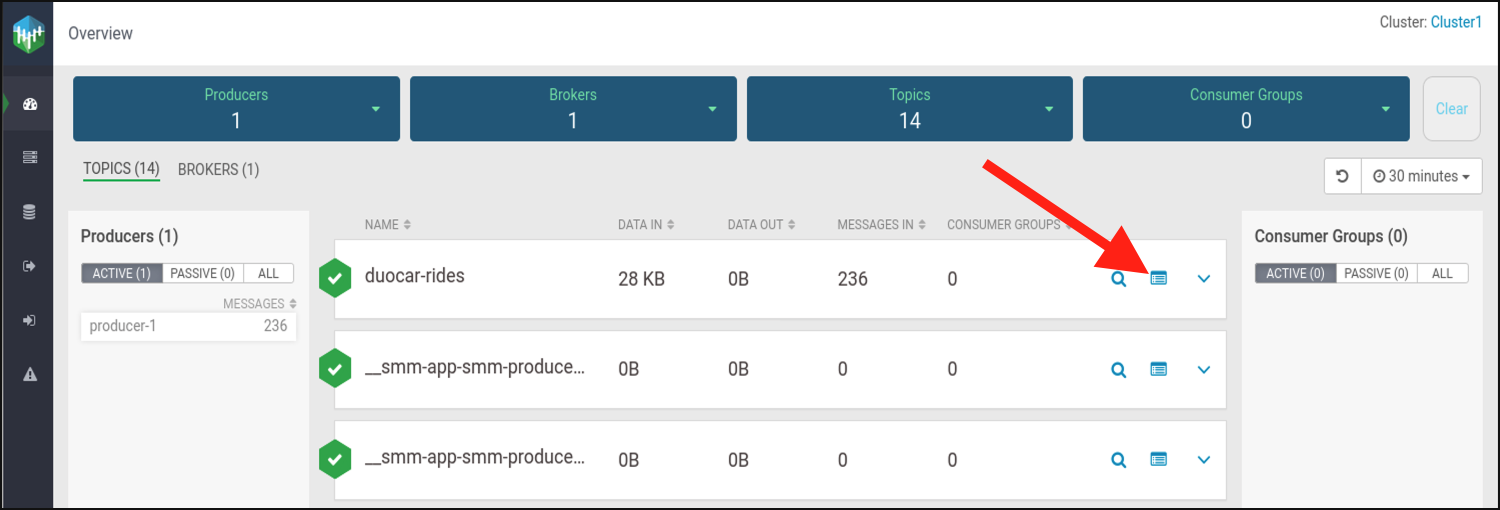 Overview
Cluster: Cluster1
Producers
1
Brokers
1
Topics
14
Consumer Groups
0
Clear
TOPICS (14) BROKERS (1)
30 minutes
Producers (1)
ACTIVE (1) PASSIVE (0) ALL
MESSAGES
producer-1 236
NAME DATA IN DATA OUT MESSAGES IN CONSUMER GROUPS
duocar-rides 28 KB 0B 236 0
__smm-app-smm-produce... 0B 0B 0 0
__smm-app-smm-produce... 0B 0B 0 0
Consumer Groups (0)
ACTIVE (0) PASSIVE (0) ALL